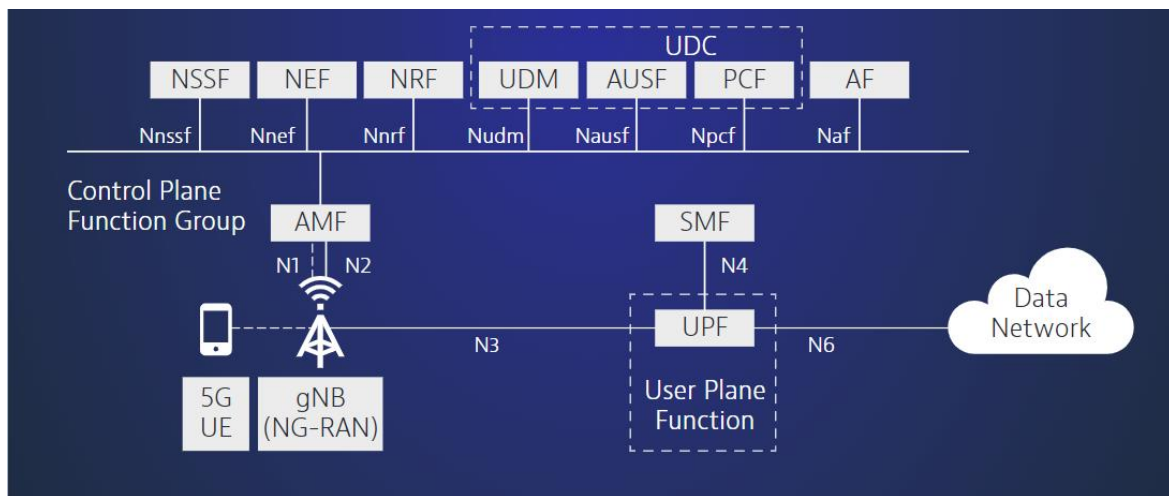 UDC
NSSF
NEF
NRF
UDM
AUSF
PCF
AF
Nnssf
Nnef
Nnrf
Nudm
Nausf
Npcf
Naf
Control Plane
Function Group
AMF
SMF
N1
N2
N4
Data
Network
UPF
N3
N6
5G
UE
gNB
(NG-RAN)
User Plane
Function